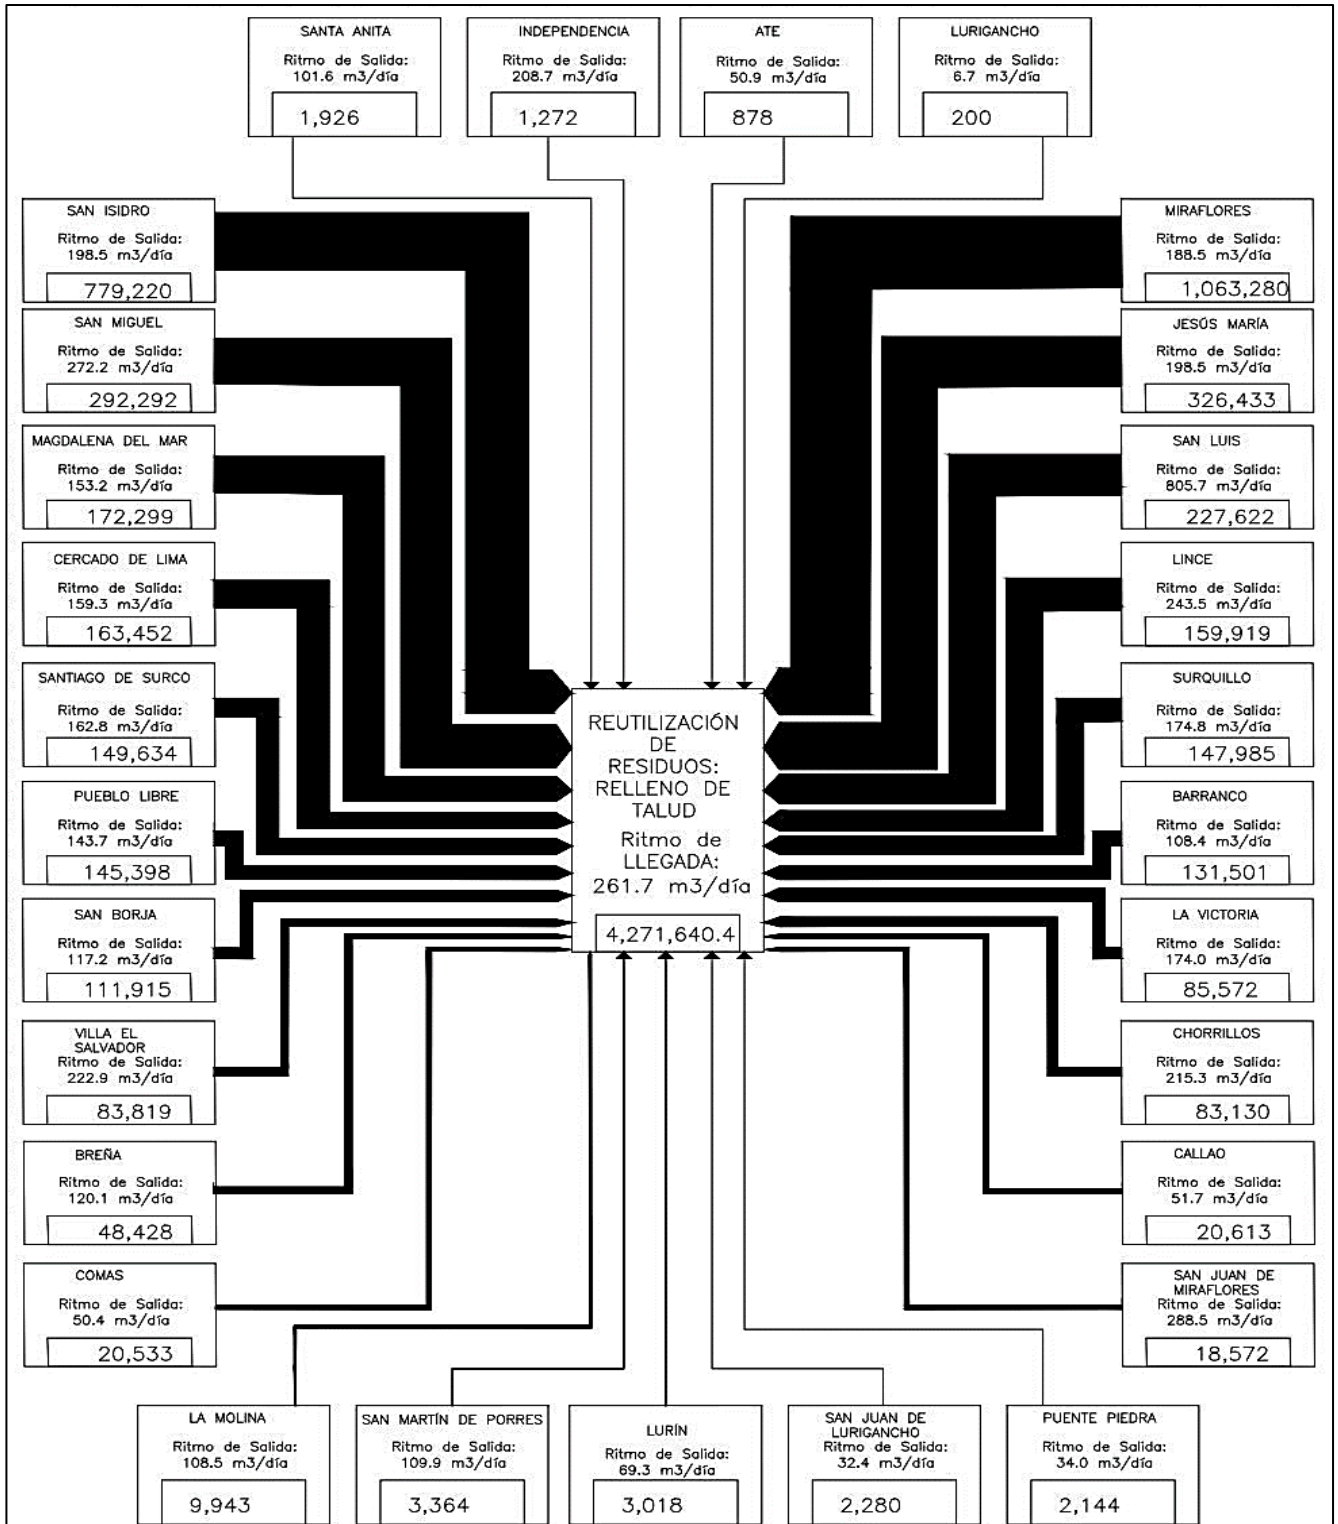 SANTA ANITA
Ritmo de Salida:
101.6 m3/día
1,926
INDEPENDENCIA
Ritmo de Salida:
208.7 m3/día
1,272
ATE
Ritmo de Salida:
50.9 m3/día
878
LURIGANCHO
Ritmo de Salida:
6.7 m3/día
200
SAN ISIDRO
Ritmo de Salida:
198.5 m3/día
779,220
SAN MIGUEL
Ritmo de Salida:
272.2 m3/día
292,292
MAGDALENA DEL MAR
Ritmo de Salida:
153.2 m3/día
172,299
CERCADO DE LIMA
Ritmo de Salida:
159.3 m3/día
163,452
SANTIAGO DE SURCO
Ritmo de Salida:
162.8 m3/día
149,634
PUEBLO LIBRE
Ritmo de Salida:
143.7 m3/día
145,398
SAN BORJA
Ritmo de Salida:
117.2 m3/día
111,915
VILLA EL
SALVADOR
Ritmo de Salida:
222.9 m3/día
83,819
BREÑA
Ritmo de Salida:
120.1 m3/día
48,428
COMAS
Ritmo de Salida:
50.4 m3/día
20,533
REUTILIZACIÓN
DE
RESIDUOS:
RELLENO DE
TALUD
Ritmo de
LLEGADA:
261.7 m3/día
4,271,640.4
MIRAFLORES
Ritmo de Salida:
188.5 m3/día
1,063,280
JESÚS MARÍA
Ritmo de Salida:
198.5 m3/día
326,433
SAN LUIS
Ritmo de Salida:
805.7 m3/día
227,622
LINCE
Ritmo de Salida:
243.5 m3/día
159,919
SURQUILLO
Ritmo de Salida:
174.8 m3/día
147,985
BARRANCO
Ritmo de Salida:
108.4 m3/día
131,501
LA VICTORIA
Ritmo de Salida:
174.0 m3/día
85,572
CHORRILLOS
Ritmo de Salida:
215.3 m3/día
83,130
CALLAO
Ritmo de Salida:
51.7 m3/día
20,613
SAN JUAN DE
MIRAFLORES
Ritmo de Salida:
288.5 m3/día
18,572
LA MOLINA
Ritmo de Salida:
108.5 m3/día
9,943
SAN MARTÍN DE PORRES
Ritmo de Salida:
109.9 m3/día
3,364
LURÍN
Ritmo de Salida:
69.3 m3/día
3,018
SAN JUAN DE
LURIGANCHO
Ritmo de Salida:
32.4 m3/día
2,280
PUENTE PIEDRA
Ritmo de Salida:
34.0 m3/día
2,144